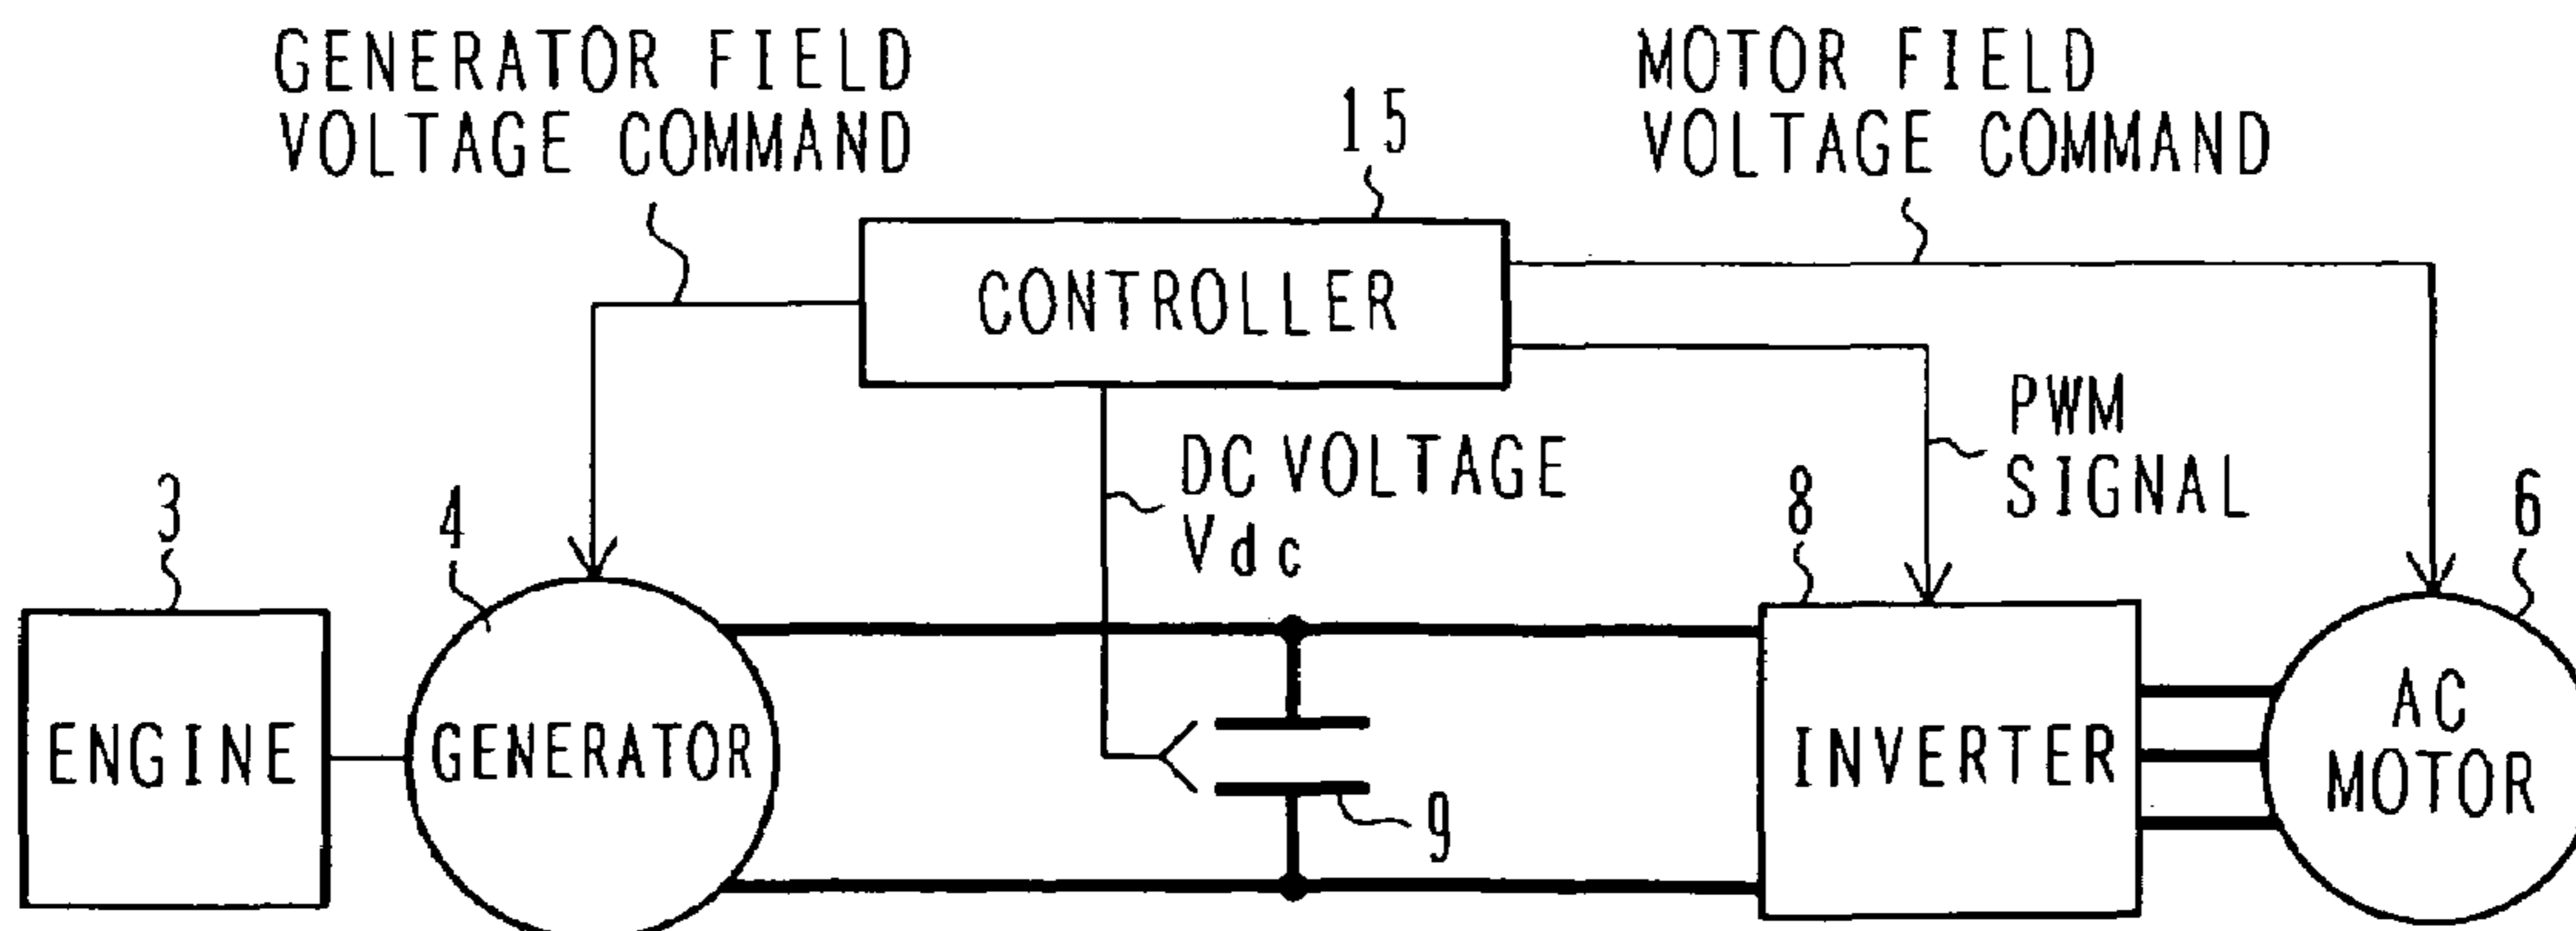 GENERATOR FIELD
VOLTAGE COMMAND
15
MOTOR FIELD
VOLTAGE COMMAND
CONTROLLER
DC VOLTAGE
Vdc
PWM
SIGNAL
3
4
8
6
ENGINE
GENERATOR
9
INVERTER
AC
MOTOR